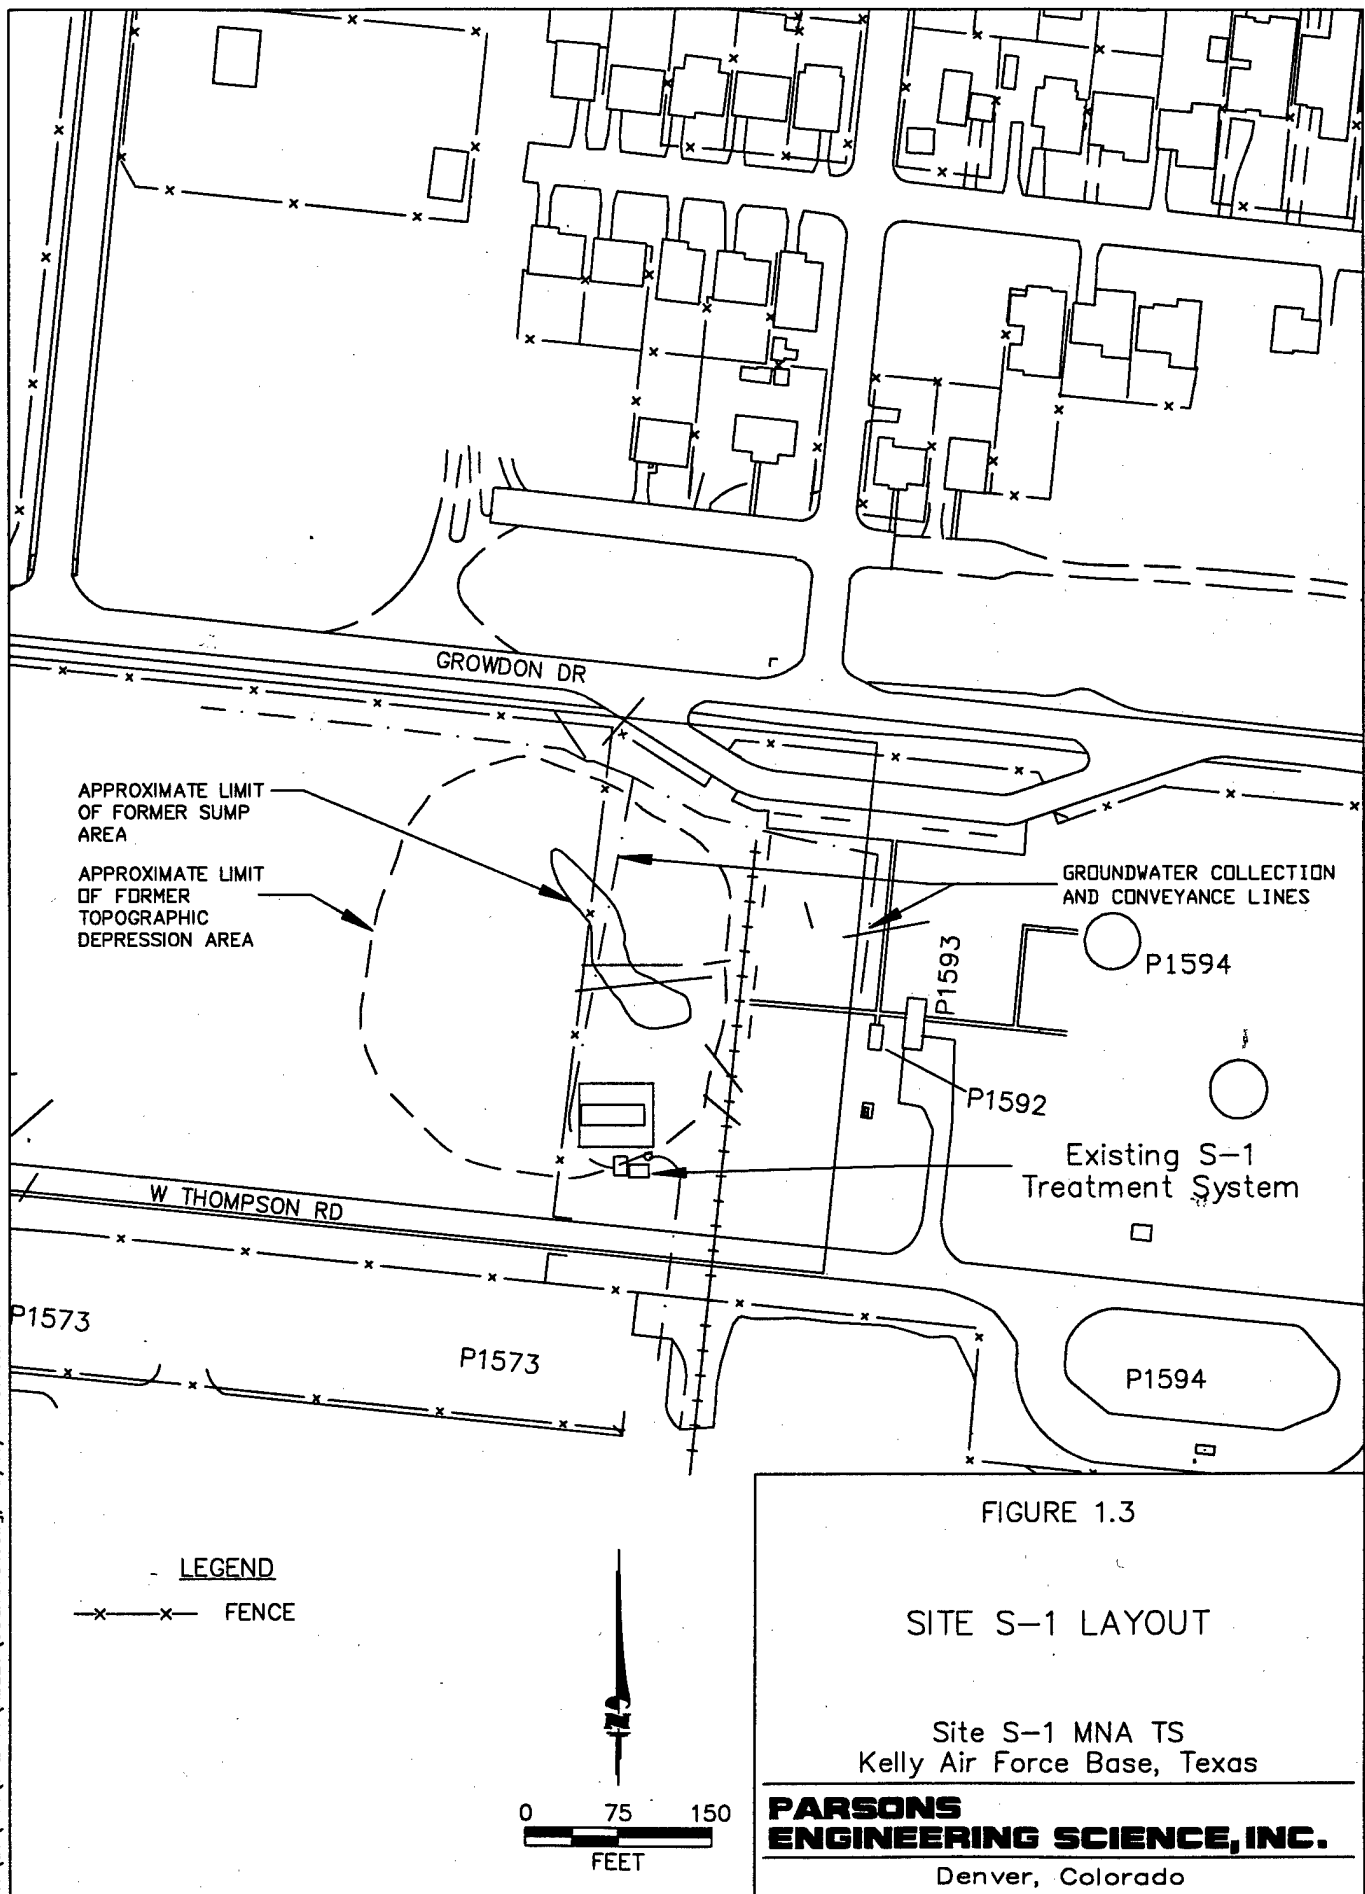 GROWDON DR
APPROXIMATE LIMIT
OF FORMER SUMP
AREA
APPROXIMATE LIMIT
OF FORMER
TOPOGRAPHIC
DEPRESSION AREA
GROUNDWATER COLLECTION
AND CONVEYANCE LINES
P1593
P1594
P1592
Existing S-1
Treatment System
W THOMPSON RD
P1573
P1573
P1594
LEGEND
FENCE
0 75 150
FEET
FIGURE 1.3
SITE S-1 LAYOUT
Site S-1 MNA TS
Kelly Air Force Base, Texas
PARSONS
ENGINEERING SCIENCE, INC.
Denver, Colorado